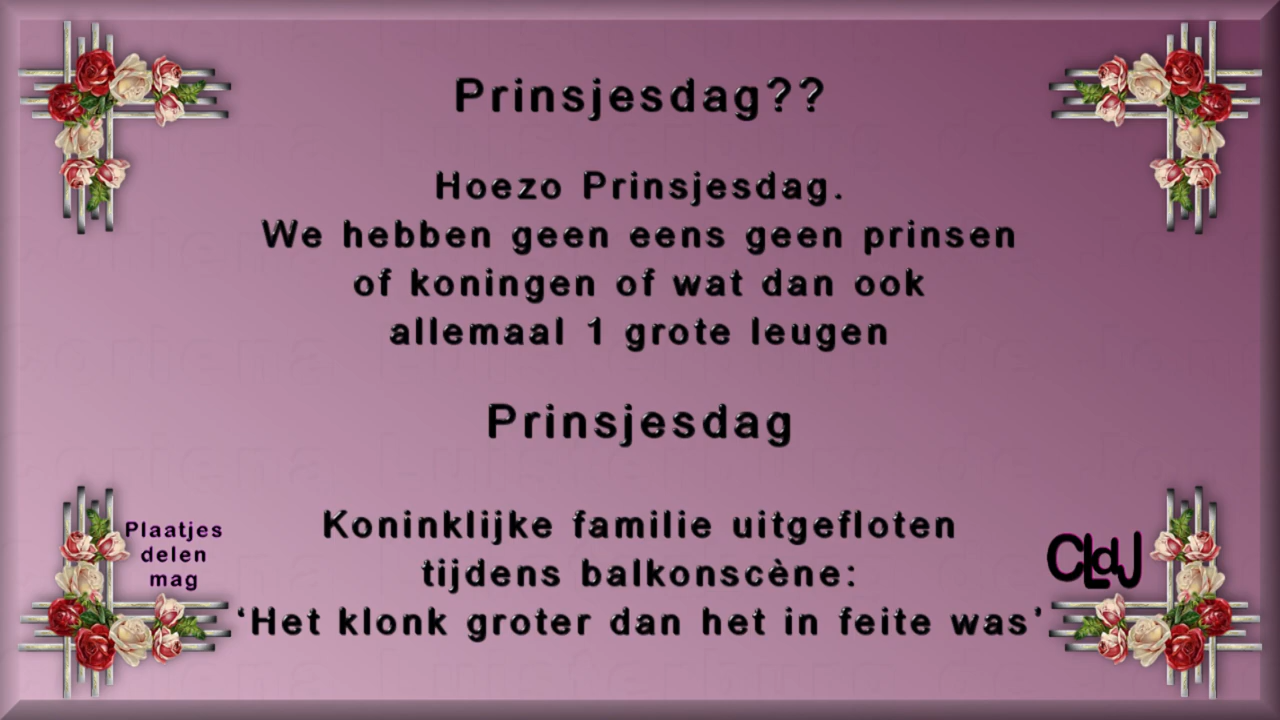 Prinsjesdag??
Hoezo Prinsjesdag.
We hebben geen eens geen prinsen
of koningen of wat dan ook
allemaal 1 grote leugen
Prinsjesdag
Koninklijke familie uitgefloten
tijdens balkonscène:
‘Het klonk groter dan het in feite was’
Plaatjes
delen
mag
CLdJ